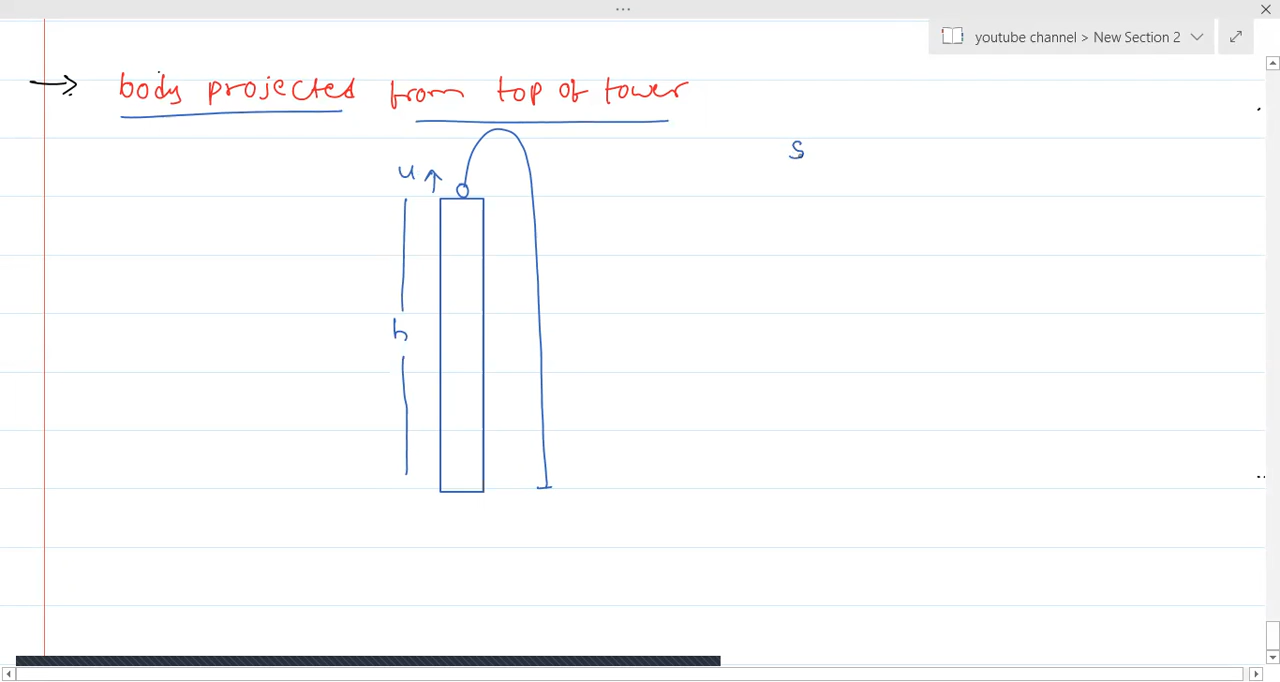 youtube channel > New Section 2
body projected from top of tower
s
u
h